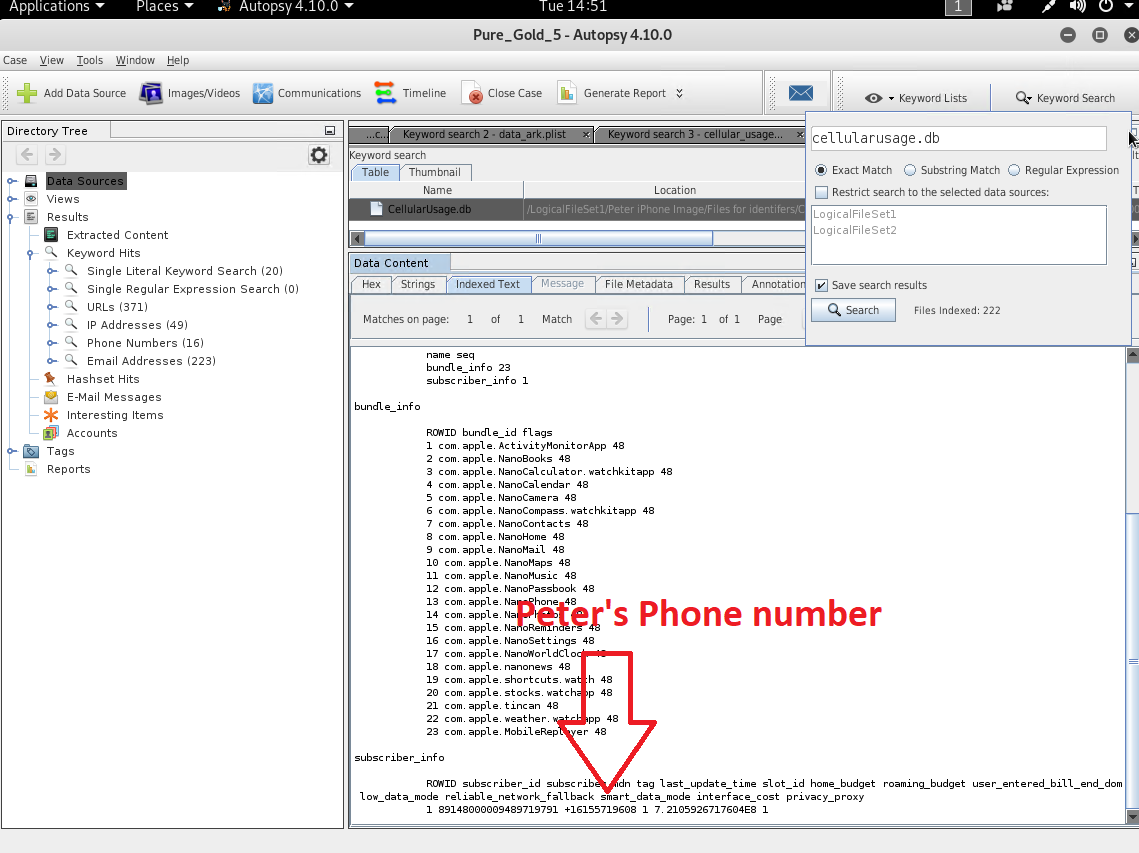 Applications Places Autopsy 4.10.0 Tue 14:51 1
Pure_Gold_5 - Autopsy 4.10.0
Case View Tools Window Help
Add Data Source Images/Videos Communications Timeline Close Case Generate Report Keyword Lists Keyword Search
Directory Tree
Data Sources
Views
Results
Extracted Content
Keyword Hits
Single Literal Keyword Search (20)
Single Regular Expression Search (0)
URLs (371)
IP Addresses (49)
Phone Numbers (16)
Email Addresses (223)
Hashset Hits
E-Mail Messages
Interesting Items
Accounts
Tags
Reports
...c... Keyword search 2 - data_ark.plist Keyword search 3 - cellular_usage...
Keyword search
Table Thumbnail
Name Location
CellularUsage.db /LogicalFileSet1/Peter iPhone Image/Files for identifers/C
cellularusage.db
Exact Match Substring Match Regular Expression
Restrict search to the selected data sources:
LogicalFileSet1
LogicalFileSet2
Save search results
Search Files Indexed: 222
Data Content
Hex Strings Indexed Text Message File Metadata Results Annotation
Matches on page: 1 of 1 Match Page: 1 of 1 Page
name seq
bundle_info 23
subscriber_info 1
bundle_info
ROWID bundle_id flags
1 com.apple.ActivityMonitorApp 48
2 com.apple.NanoBooks 48
3 com.apple.NanoCalculator.watchkitapp 48
4 com.apple.NanoCalendar 48
5 com.apple.NanoCamera 48
6 com.apple.NanoCompass.watchkitapp 48
7 com.apple.NanoContacts 48
8 com.apple.NanoHome 48
9 com.apple.NanoMail 48
10 com.apple.NanoMaps 48
11 com.apple.NanoMusic 48
12 com.apple.NanoPassbook 48
13 com.apple.NanoPhone 48
14 com.apple. 48
Peter's Phone number
15 com.apple.NanoReminders 48
16 com.apple.NanoSettings 48
17 com.apple.NanoWorldClock 48
18 com.apple.nanonews 48
19 com.apple.shortcuts.watch 48
20 com.apple.stocks.watchapp 48
21 com.apple.tincan 48
22 com.apple.weather.watchapp 48
23 com.apple.MobileReplayer 48
subscriber_info
ROWID subscriber_id subscriber_mdn tag last_update_time slot_id home_budget roaming_budget user_entered_bill_end_dom
low_data_mode reliable_network_fallback smart_data_mode interface_cost privacy_proxy
1 89148000009489719791 +16155719608 1 7.2105926717604E8 1